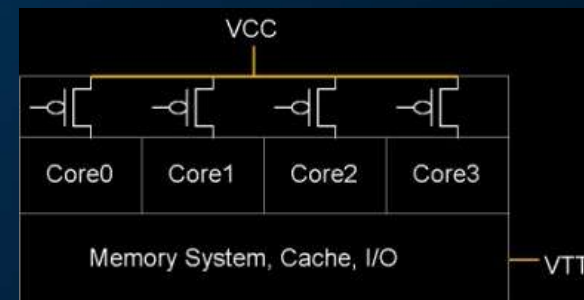 VCC
Core0 Core1 Core2 Core3
Memory System, Cache, I/O
VTT